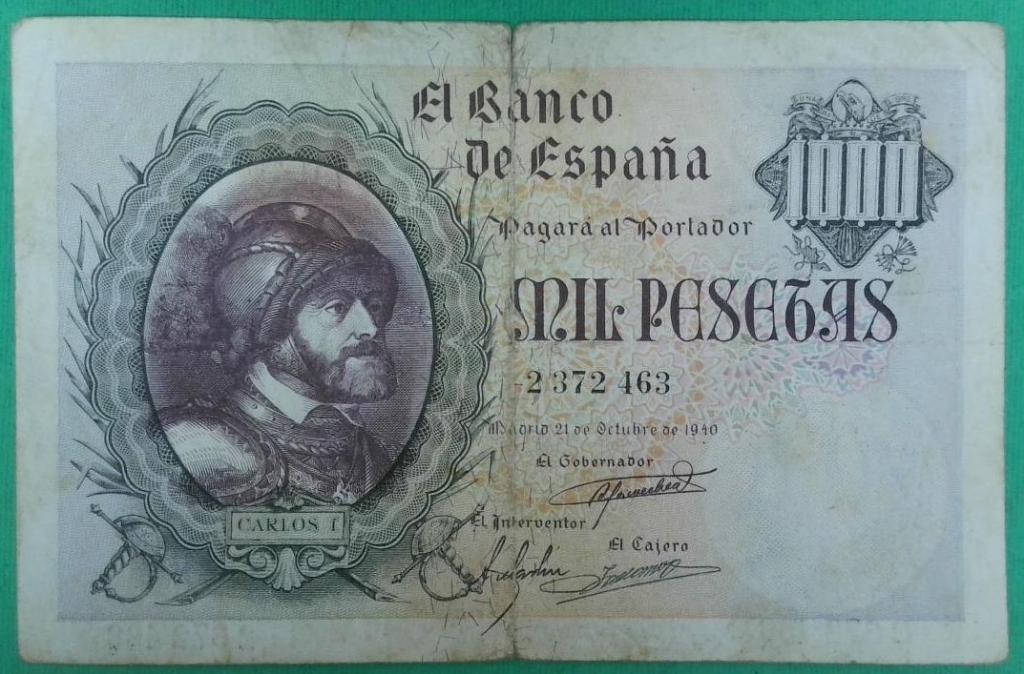 El Banco
de España
1000
Pagará al Portador
MIL PESETAS
2 372 463
Madrid 21 de Octubre de 1940
El Gobernador
El Interventor
El Cajero
CARLOS I